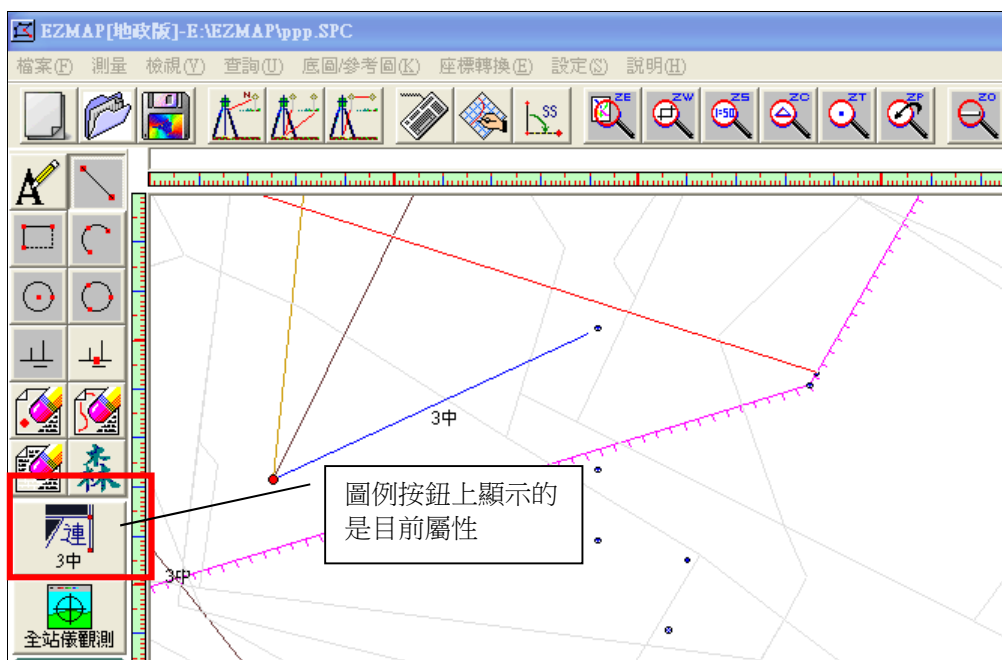 EZMAP[地政版]-E:\EZMAP\ppp.SPC
檔案(F) 測量 檢視(V) 查詢(U) 底圖/參考圖(K) 座標轉換(E) 設定(S) 說明(H)
N SS ZE ZW ZS 1=50 ZC ZT ZP ZO
A
3中
森
圖例按鈕上顯示的
是目前屬性
連
3中
3中
全站儀觀測